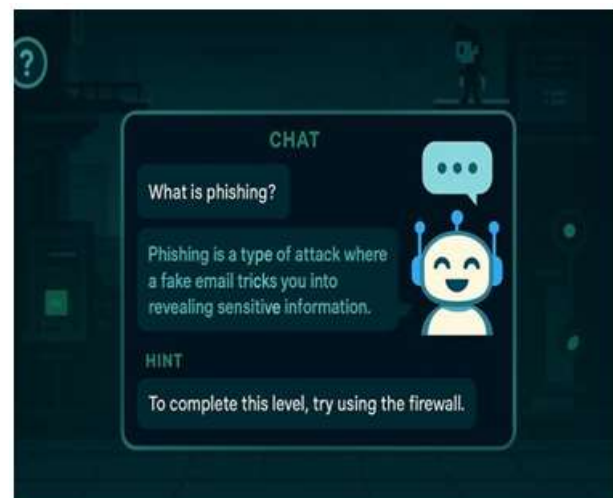 ?
CHAT
What is phishing?
Phishing is a type of attack where
a fake email tricks you into
revealing sensitive information.
HINT
To complete this level, try using the firewall.